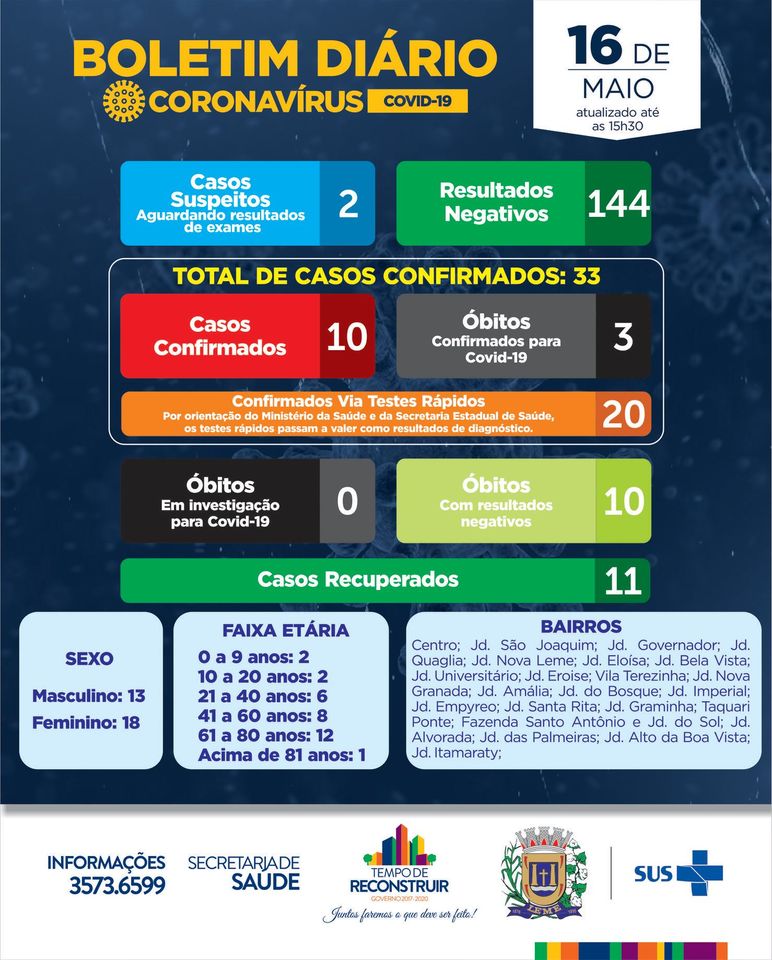 BOLETIM DIÁRIO
CORONAVÍRUS COVID-19
16 DE
MAIO
atualizado até
as 15h30
Casos
Suspeitos
Aguardando resultados
de exames
2
Resultados
Negativos
144
TOTAL DE CASOS CONFIRMADOS: 33
Casos
Confirmados
10
Óbitos
Confirmados para
Covid-19
3
Confirmados Via Testes Rápidos
Por orientação do Ministério da Saúde e da Secretaria Estadual de Saúde,
os testes rápidos passam a valer como resultados de diagnóstico.
20
Óbitos
Em investigação
para Covid-19
0
Óbitos
Com resultados
negativos
10
Casos Recuperados
11
SEXO
Masculino: 13
Feminino: 18
FAIXA ETÁRIA
0 a 9 anos: 2
10 a 20 anos: 2
21 a 40 anos: 6
41 a 60 anos: 8
61 a 80 anos: 12
Acima de 81 anos: 1
BAIRROS
Centro; Jd. São Joaquim; Jd. Governador; Jd.
Quaglia; Jd. Nova Leme; Jd. Eloísa; Jd. Bela Vista;
Jd. Universitário; Jd. Eroise; Vila Terezinha; Jd. Nova
Granada; Jd. Amália; Jd. do Bosque; Jd. Imperial;
Jd. Empyreo; Jd. Santa Rita; Jd. Graminha; Taquari
Ponte; Fazenda Santo Antônio e Jd. do Sol; Jd.
Alvorada; Jd. das Palmeiras; Jd. Alto da Boa Vista;
Jd. Itamaraty;
INFORMAÇÕES
3573.6599
SECRETARIA DE
SAÚDE
TEMPO DE
RECONSTRUIR
GOVERNO 2017-2020
Juntos faremos o que deve ser feito!
LEME
SUS